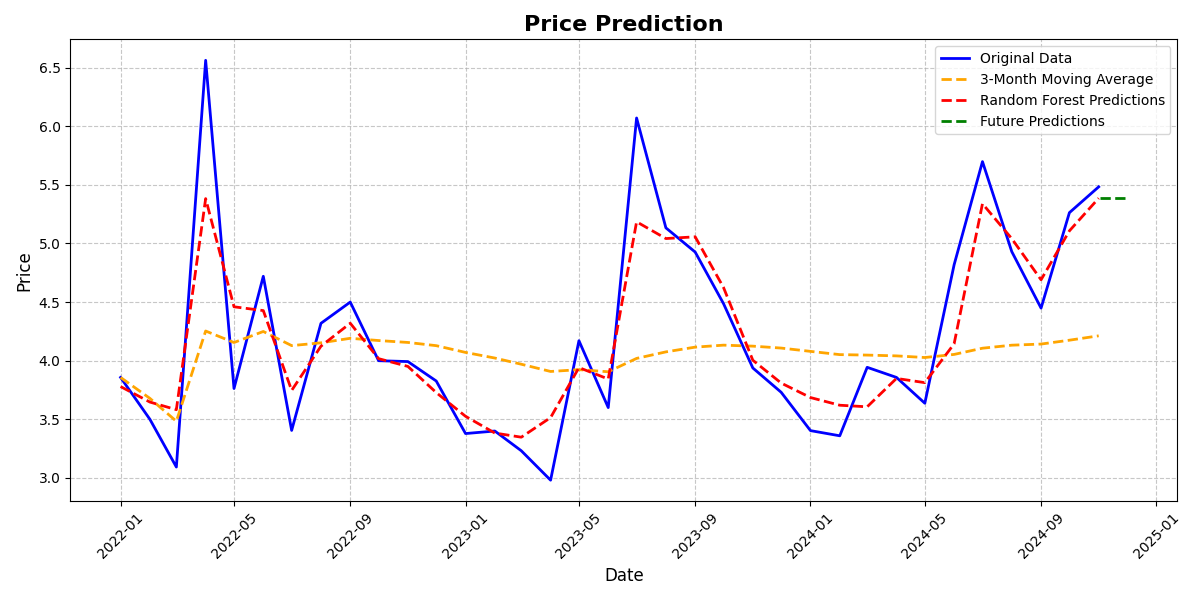 Price Prediction
Original Data
3-Month Moving Average
Random Forest Predictions
Future Predictions
Price
6.5
6.0
5.5
5.0
4.5
4.0
3.5
3.0
2022-01
2022-05
2022-09
2023-01
2023-05
2023-09
2024-01
2024-05
2024-09
2025-01
Date